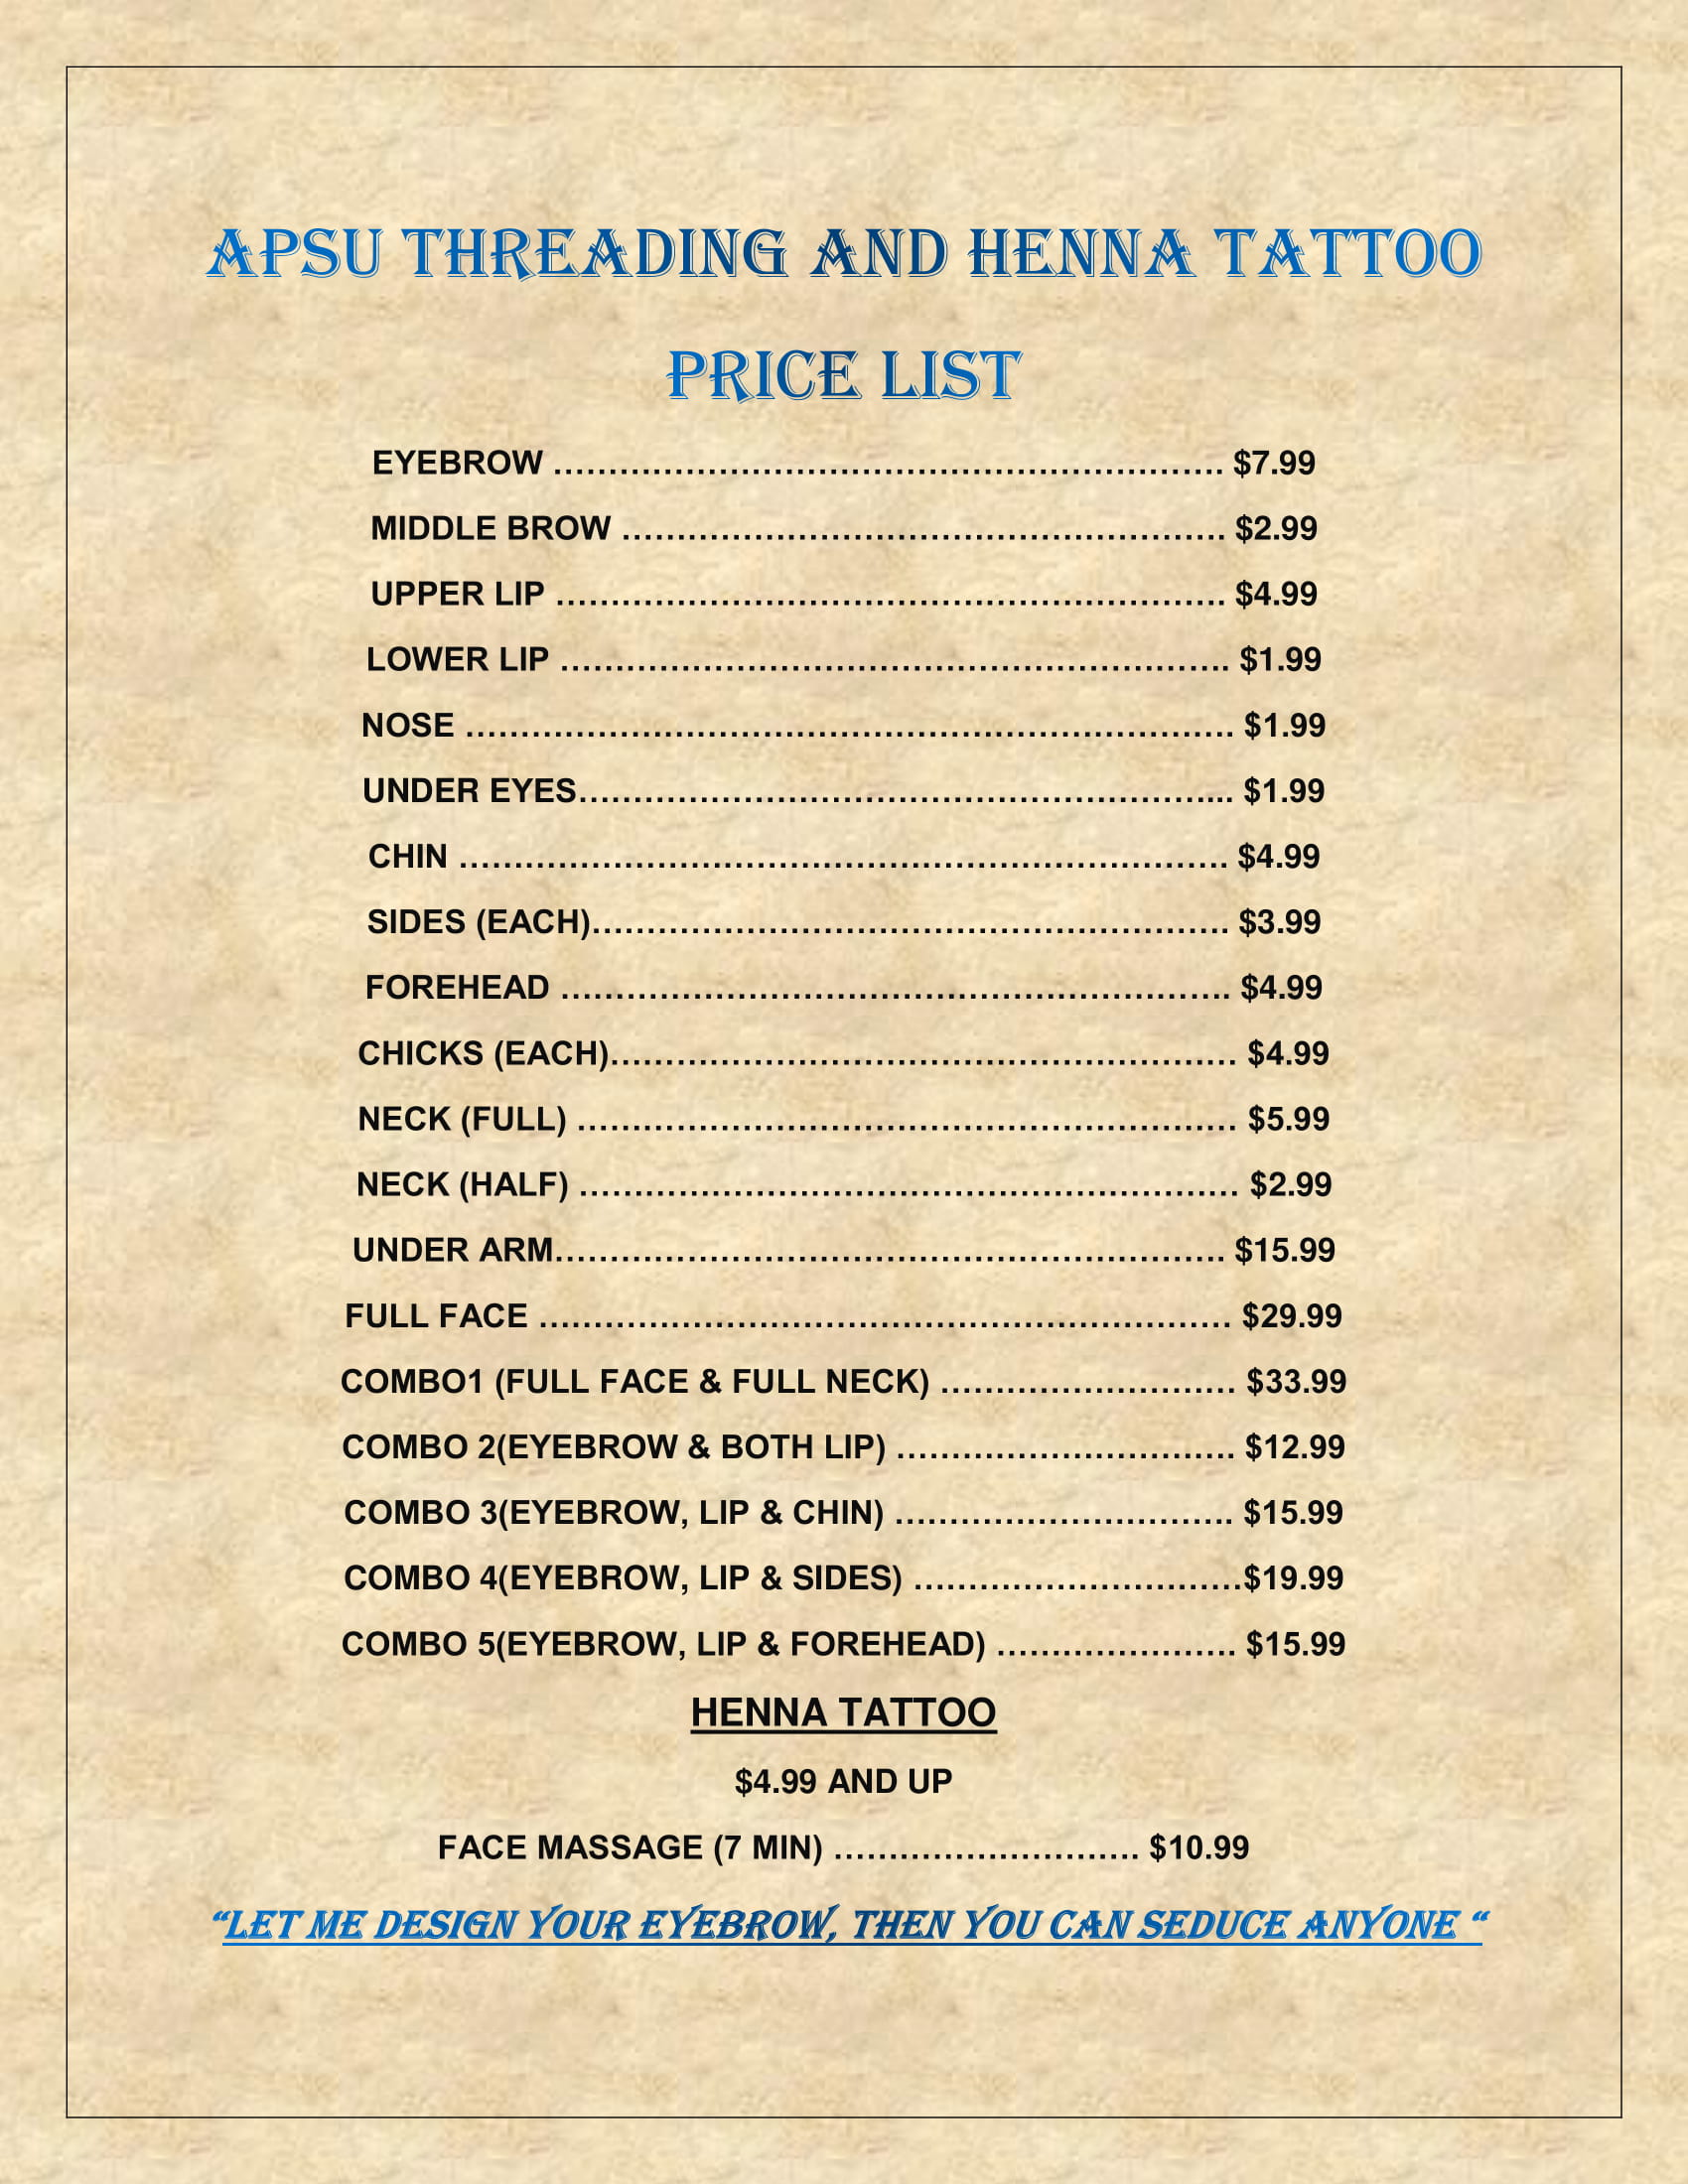 APSU THREADING AND HENNA TATTOO
PRICE LIST
EYEBROW ……………………………………………………. $7.99
MIDDLE BROW ………………………………………………. $2.99
UPPER LIP ……………………………………………………. $4.99
LOWER LIP ……………………………………………………. $1.99
NOSE ……………………………………………………………. $1.99
UNDER EYES………………………………………………….... $1.99
CHIN ……………………………………………………………. $4.99
SIDES (EACH)…………………………………………………. $3.99
FOREHEAD ……………………………………………………. $4.99
CHICKS (EACH)………………………………………………… $4.99
NECK (FULL) …………………………………………………… $5.99
NECK (HALF) …………………………………………………… $2.99
UNDER ARM……………………………………………………. $15.99
FULL FACE ……………………………………………………… $29.99
COMBO1 (FULL FACE & FULL NECK) ……………………… $33.99
COMBO 2(EYEBROW & BOTH LIP) …………………………. $12.99
COMBO 3(EYEBROW, LIP & CHIN) …………………………. $15.99
COMBO 4(EYEBROW, LIP & SIDES) …………………………$19.99
COMBO 5(EYEBROW, LIP & FOREHEAD) …………………. $15.99
HENNA TATTOO
$4.99 AND UP
FACE MASSAGE (7 MIN) ………………………. $10.99
“LET ME DESIGN YOUR EYEBROW, THEN YOU CAN SEDUCE ANYONE “